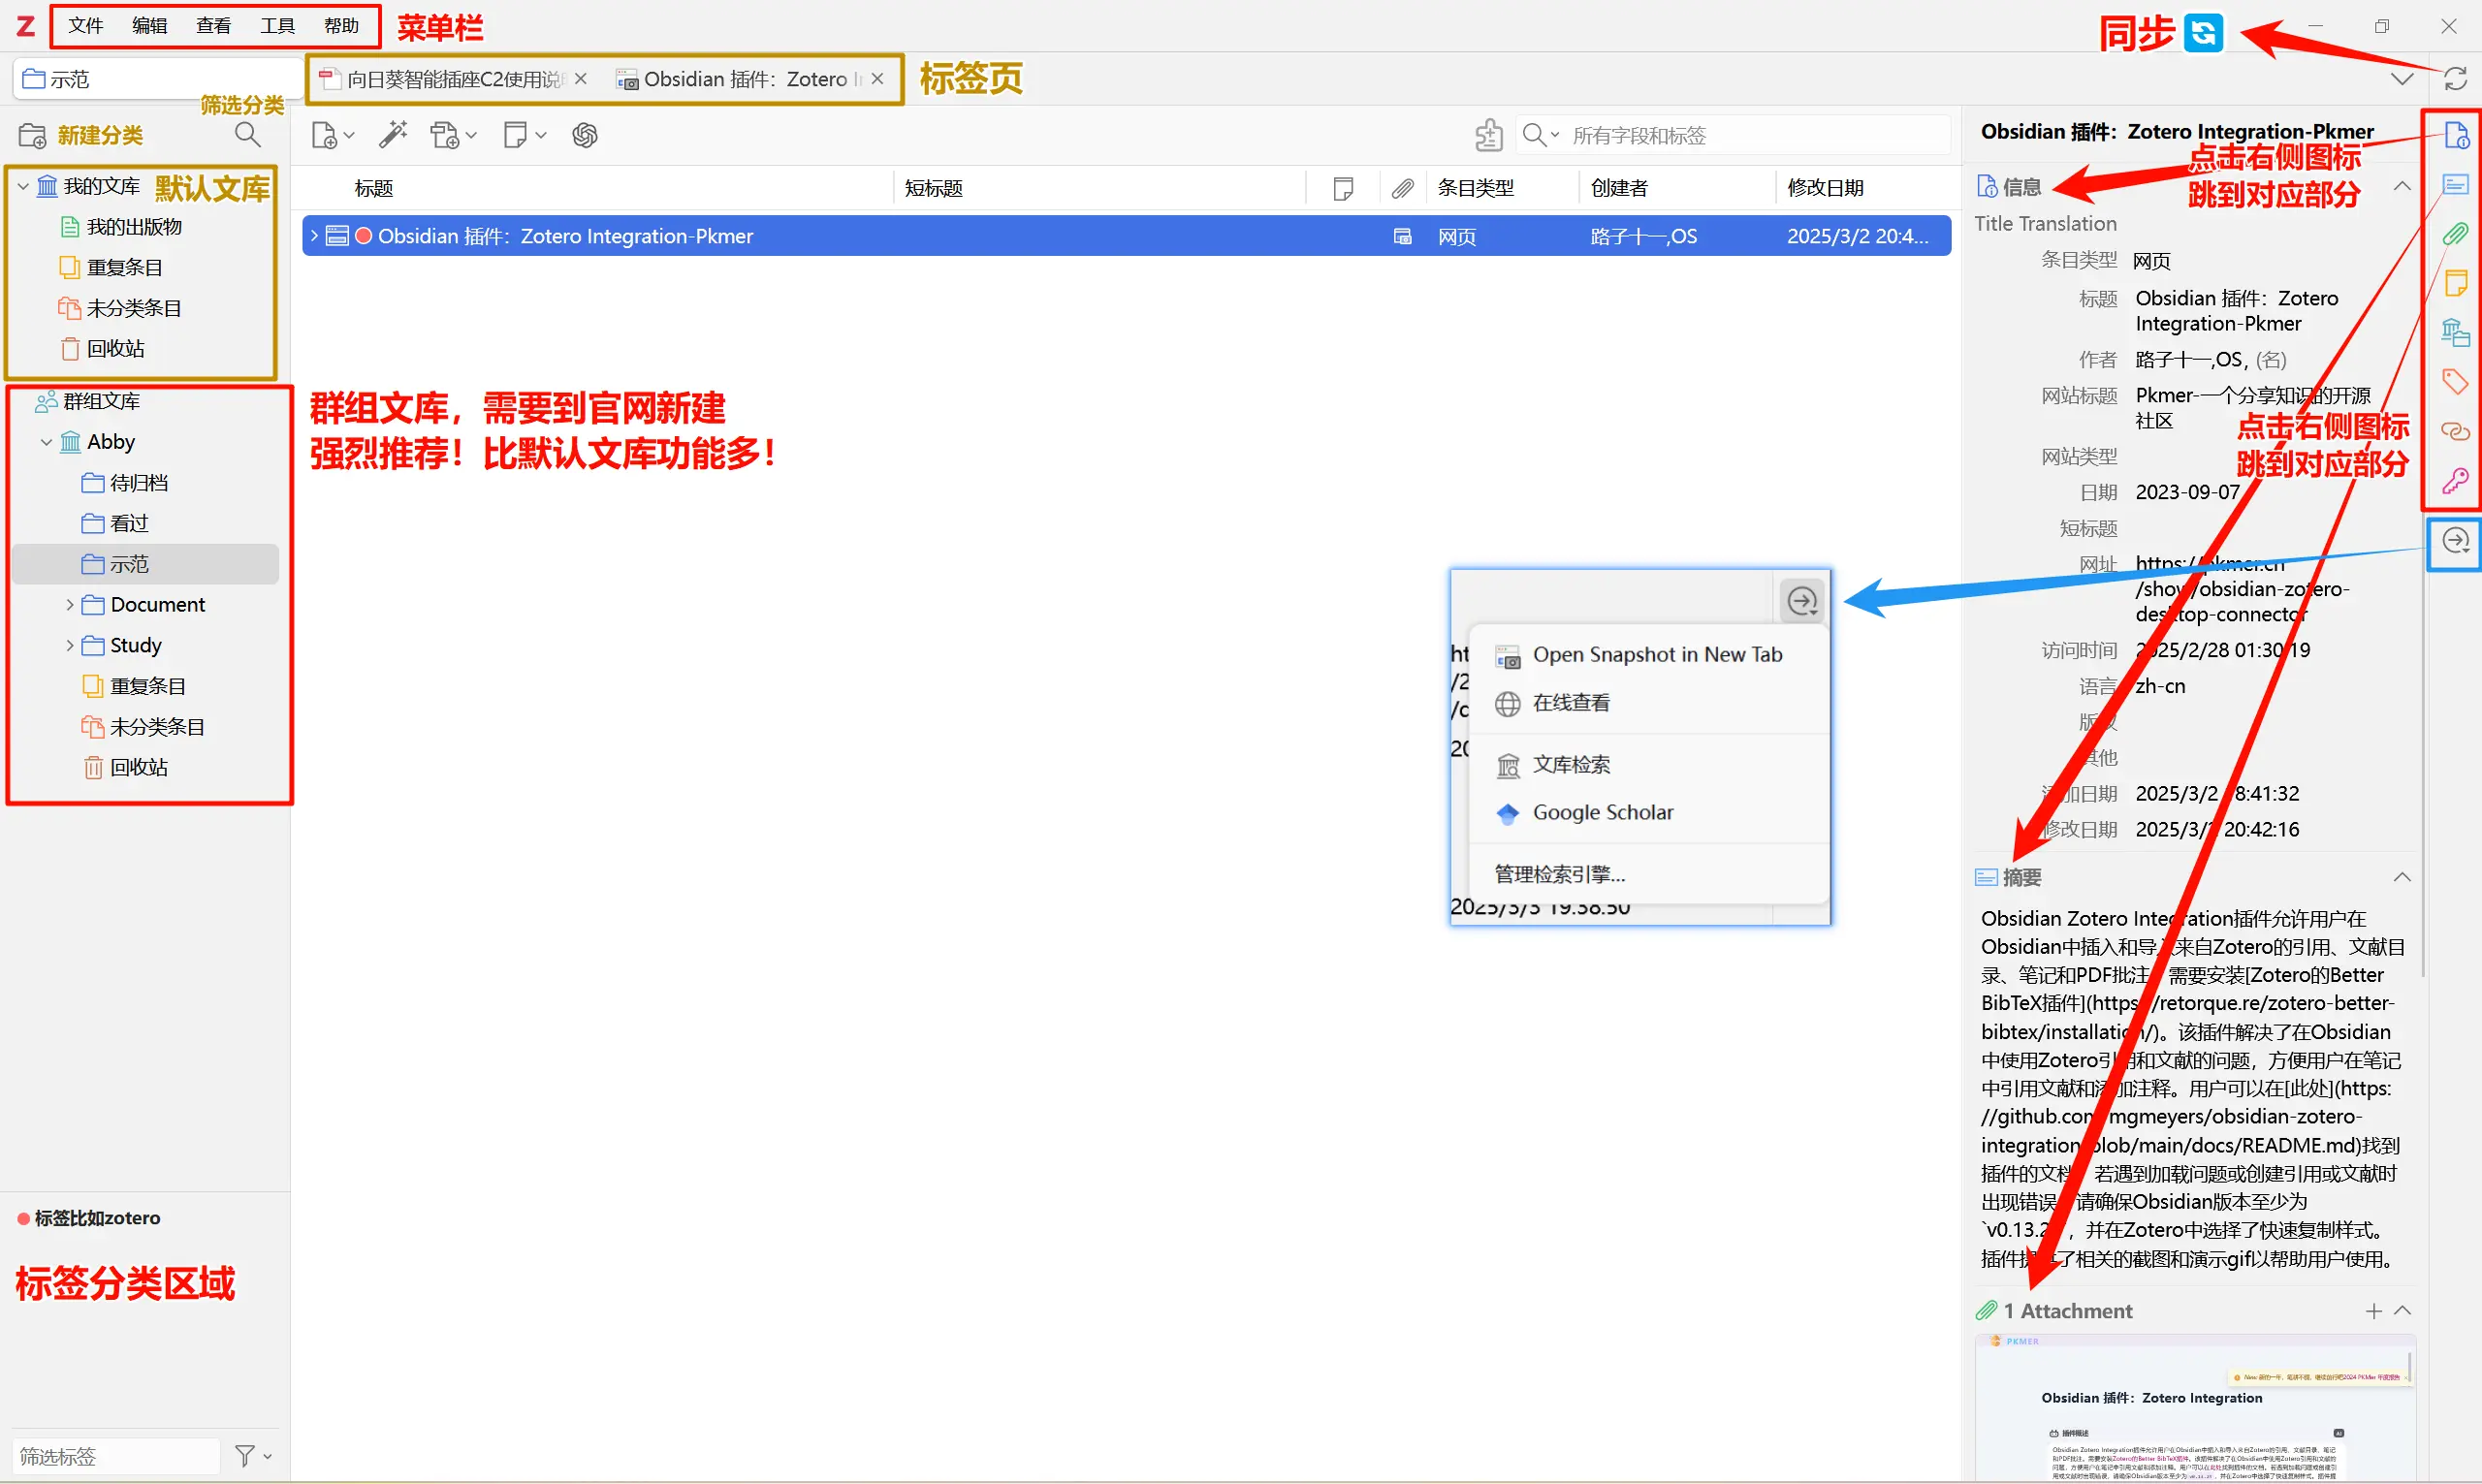 Z 文件 编辑 查看 工具 帮助 菜单栏
同步
示范
向日葵智能插座C2使用说 Obsidian 插件：Zotero 标签页
筛选分类
新建分类
所有字段和标签
我的文库 默认文库
我的出版物
重复条目
未分类条目
回收站
群组文库
Abby
待归档
看过
示范
Document
Study
重复条目
未分类条目
回收站
标题 短标题 条目类型 创建者 修改日期
Obsidian 插件：Zotero Integration-Pkmer 网页 路子十一,OS 2025/3/2 20:4...
群组文库，需要到官网新建
强烈推荐！比默认文库功能多！
Open Snapshot in New Tab
在线查看
文库检索
Google Scholar
管理检索引擎...
2025/3/3 19:38:50
Obsidian 插件：Zotero Integration-Pkmer
点击右侧图标
跳到对应部分
信息
Title Translation
条目类型 网页
标题 Obsidian 插件：Zotero
Integration-Pkmer
作者 路子十一,OS, (名)
网站标题 Pkmer-一个分享知识的开源
社区
点击右侧图标
跳到对应部分
网站类型
日期 2023-09-07
短标题
网址 https://pkmer.cn
/show/obsidian-zotero-
desktop-connector
访问时间 2025/2/28 01:30:19
语言 zh-cn
版权
其他
添加日期 2025/3/2 18:41:32
修改日期 2025/3/2 20:42:16
摘要
Obsidian Zotero Integration插件允许用户在
Obsidian中插入和导入来自Zotero的引用、文献目
录、笔记和PDF批注。需要安装[Zotero的Better
BibTeX插件](https://retorque.re/zotero-better-
bibtex/installation/)。该插件解决了在Obsidian
中使用Zotero引用和文献的问题，方便用户在笔记
中引用文献和添加注释。用户可以在[此处](https:
//github.com/mgmeyers/obsidian-zotero-
integration/blob/main/docs/README.md)找到
插件的文档。若遇到加载问题或创建引用或文献时
出现错误，请确保Obsidian版本至少为
，并在Zotero中选择了快速复制样式。
插件提供了相关的截图和演示gif以帮助用户使用。
1 Attachment
PKMER
Obsidian 插件：Zotero Integration
插件概述
标签比如zotero
标签分类区域
筛选标签